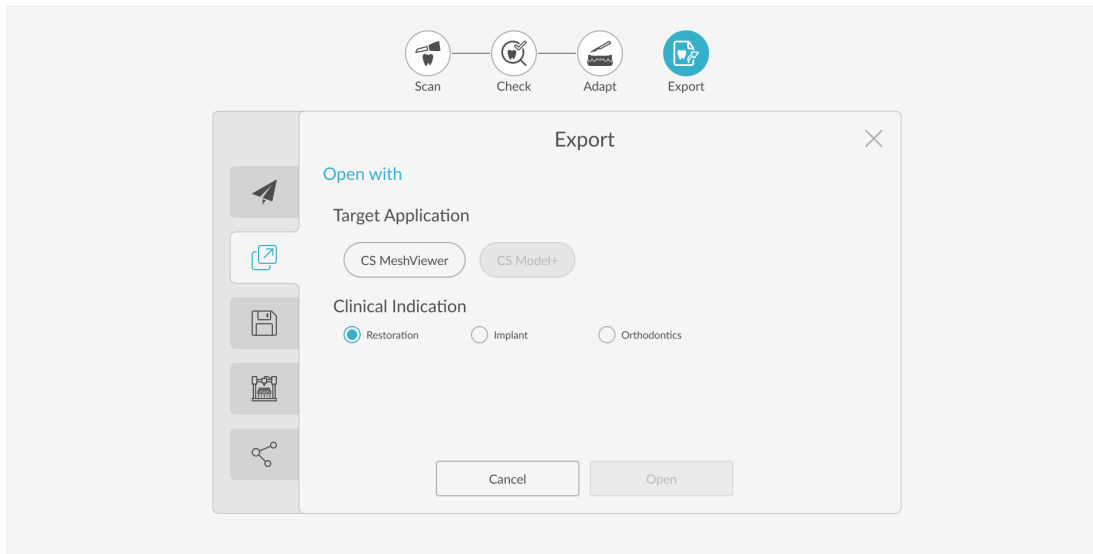 Scan Check Adapt Export
Export
Open with
Target Application
CS MeshViewer CS Model+
Clinical Indication
Restoration Implant Orthodontics
Cancel Open